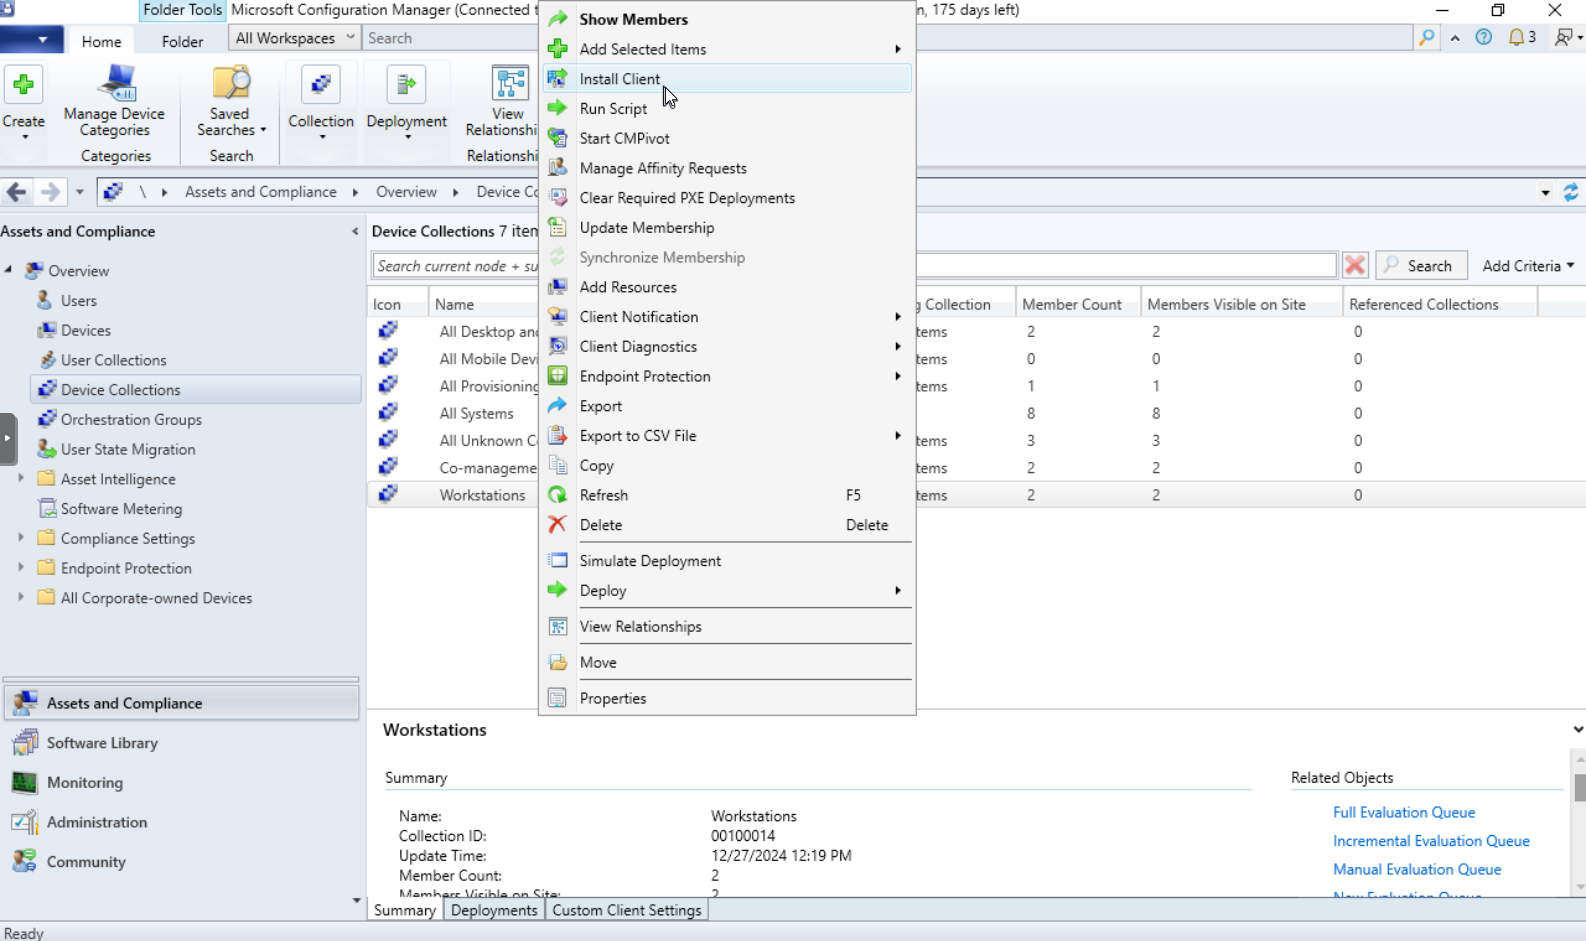 Folder Tools Microsoft Configuration Manager (Connected t
n, 175 days left)
Home Folder All Workspaces Search
3
Create
Manage Device Categories
Categories
Saved Searches
Search
Collection
Deployment
View
Relationshi
Relationshi
\ Assets and Compliance Overview Device Co
Assets and Compliance
Overview
Users
Devices
User Collections
Device Collections
Orchestration Groups
User State Migration
Asset Intelligence
Software Metering
Compliance Settings
Endpoint Protection
All Corporate-owned Devices
Assets and Compliance
Software Library
Monitoring
Administration
Community
Device Collections 7 item
Search current node + su
Search Add Criteria
Icon Name g Collection Member Count Members Visible on Site Referenced Collections
All Desktop and tems 2 2 0
All Mobile Devi tems 0 0 0
All Provisioning tems 1 1 0
All Systems 8 8 0
All Unknown C tems 3 3 0
Co-manageme tems 2 2 0
Workstations tems 2 2 0
Show Members
Add Selected Items
Install Client
Run Script
Start CMPivot
Manage Affinity Requests
Clear Required PXE Deployments
Update Membership
Synchronize Membership
Add Resources
Client Notification
Client Diagnostics
Endpoint Protection
Export
Export to CSV File
Copy
Refresh F5
Delete Delete
Simulate Deployment
Deploy
View Relationships
Move
Properties
Workstations
Summary
Name: Workstations
Collection ID: 00100014
Update Time: 12/27/2024 12:19 PM
Member Count: 2
Members Visible on Site: 2
Related Objects
Full Evaluation Queue
Incremental Evaluation Queue
Manual Evaluation Queue
New Evaluation Queue
Summary Deployments Custom Client Settings
Ready